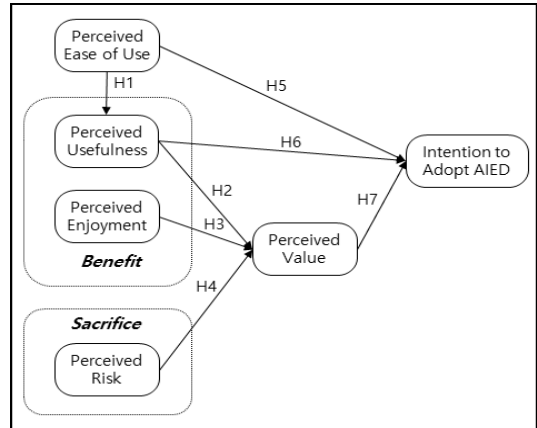 Perceived
Ease of Use
H1
H5
Perceived
Usefulness
H6
Intention to
Adopt AIED
H2
H7
Perceived
Enjoyment
H3
Perceived
Value
Benefit
H4
Sacrifice
Perceived
Risk